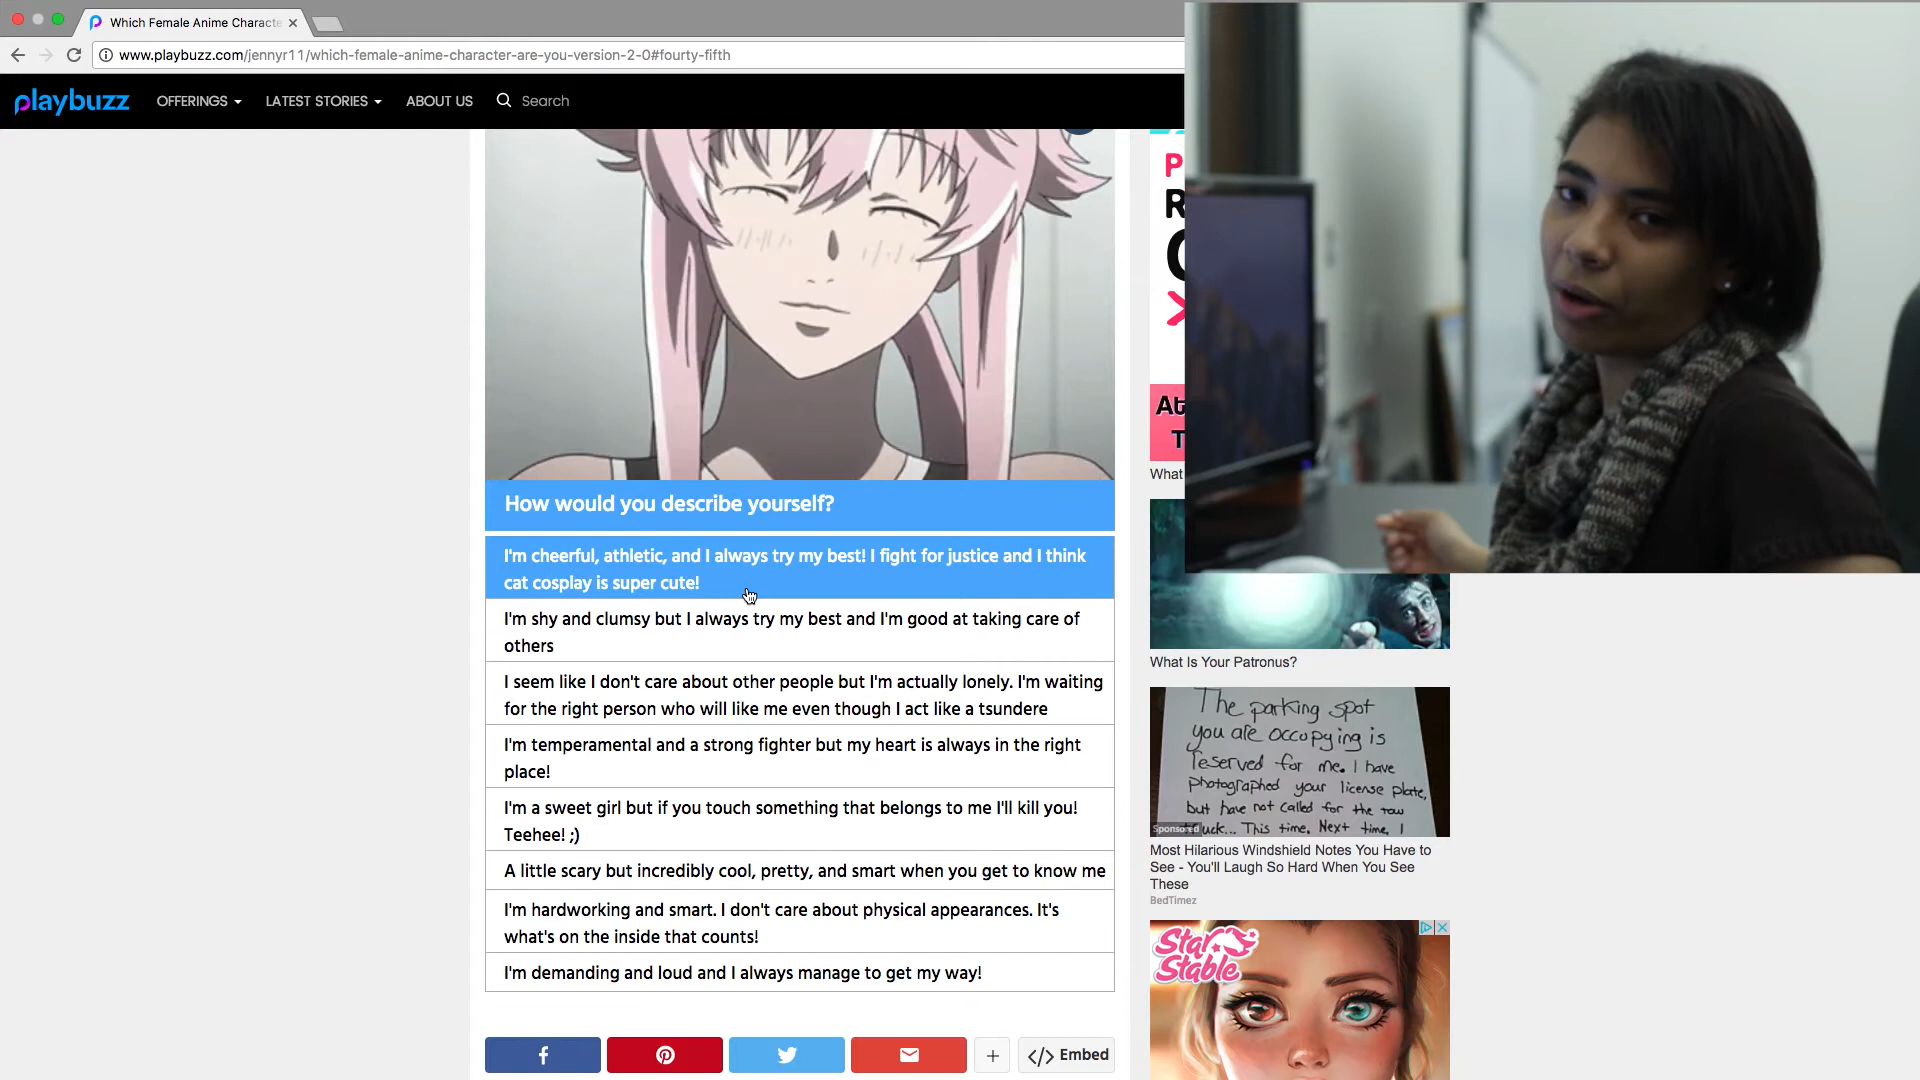 Which Female Anime Characte
www.playbuzz.com/jennyr11/which-female-anime-character-are-you-version-2-0#fourty-fifth
playbuzz OFFERINGS LATEST STORIES ABOUT US Search
How would you describe yourself?
I'm cheerful, athletic, and I always try my best! I fight for justice and I think
cat cosplay is super cute!
I'm shy and clumsy but I always try my best and I'm good at taking care of
others
I seem like I don't care about other people but I'm actually lonely. I'm waiting
for the right person who will like me even though I act like a tsundere
I'm temperamental and a strong fighter but my heart is always in the right
place!
I'm a sweet girl but if you touch something that belongs to me I'll kill you!
Teehee! ;)
A little scary but incredibly cool, pretty, and smart when you get to know me
I'm hardworking and smart. I don't care about physical appearances. It's
what's on the inside that counts!
I'm demanding and loud and I always manage to get my way!
Embed
P
R
At
T
What
What Is Your Patronus?
The parking spot
you are occupying is
reserved for me. I have
photographed your license plate,
but have not called for the tow
truck... This time. Next time, I
Sponsored
Most Hilarious Windshield Notes You Have to
See - You'll Laugh So Hard When You See
These
BedTimez
Star
Stable